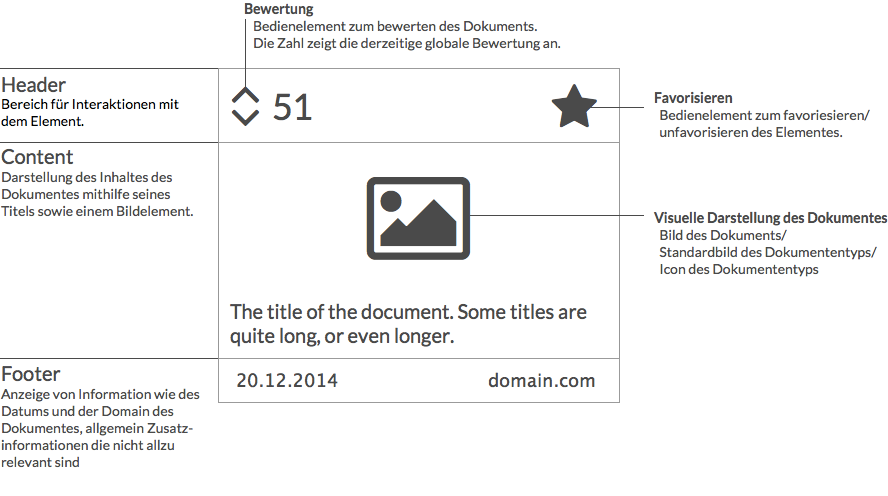 Bewertung
Bedienelement zum bewerten des Dokuments.
Die Zahl zeigt die derzeitige globale Bewertung an.
Header
Bereich für Interaktionen mit
dem Element.
51
Favorisieren
Bedienelement zum favoriesieren/
unfavorisieren des Elementes.
Content
Darstellung des Inhaltes des
Dokumentes mithilfe seines
Titels sowie einem Bildelement.
Visuelle Darstellung des Dokumentes
Bild des Dokuments/
Standardbild des Dokumententyps/
Icon des Dokumententyps
The title of the document. Some titles are
quite long, or even longer.
Footer
Anzeige von Information wie des
Datums und der Domain des
Dokumentes, allgemein Zusatz-
informationen die nicht allzu
relevant sind
20.12.2014
domain.com